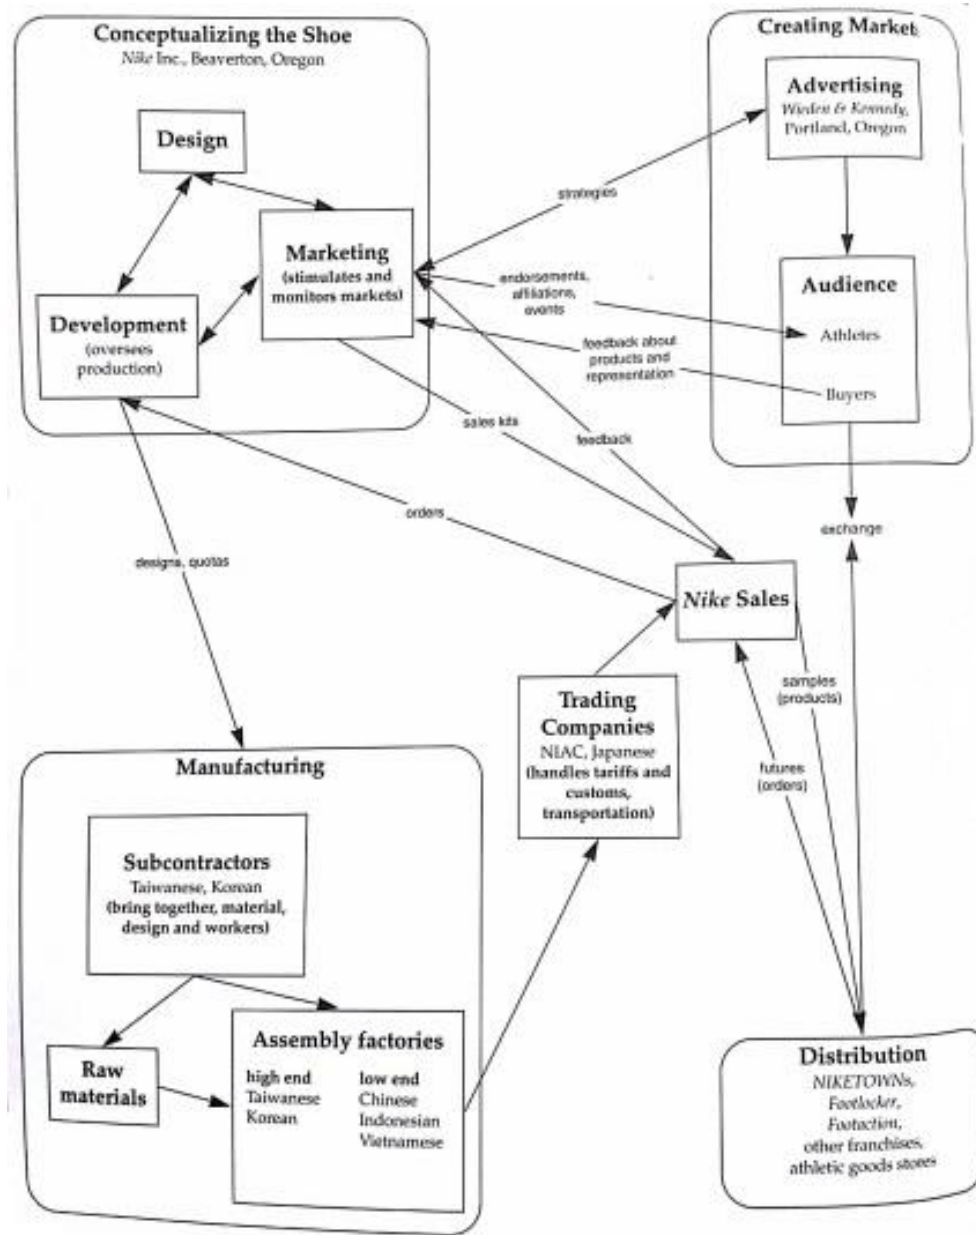 Conceptualizing the Shoe
Nike Inc., Beaverton, Oregon
Design
Marketing
(stimulates and
monitors markets)
Development
(oversees
production)
Creating Market
Advertising
Wieden & Kennedy,
Portland, Oregon
Audience
Athletes
Buyers
strategies
endorsements,
affiliations,
events
feedback about
products and
representation
sales kits
feedback
orders
exchange
designs, quotas
Nike Sales
samples
(products)
futures
(orders)
Trading
Companies
NIAC, Japanese
(handles tariffs and
customs,
transportation)
Manufacturing
Subcontractors
Taiwanese, Korean
(bring together, material,
design and workers)
Raw
materials
Assembly factories
high end
Taiwanese
Korean
low end
Chinese
Indonesian
Vietnamese
Distribution
NIKETOWNs,
Footlocker,
Footaction,
other franchises,
athletic goods stores